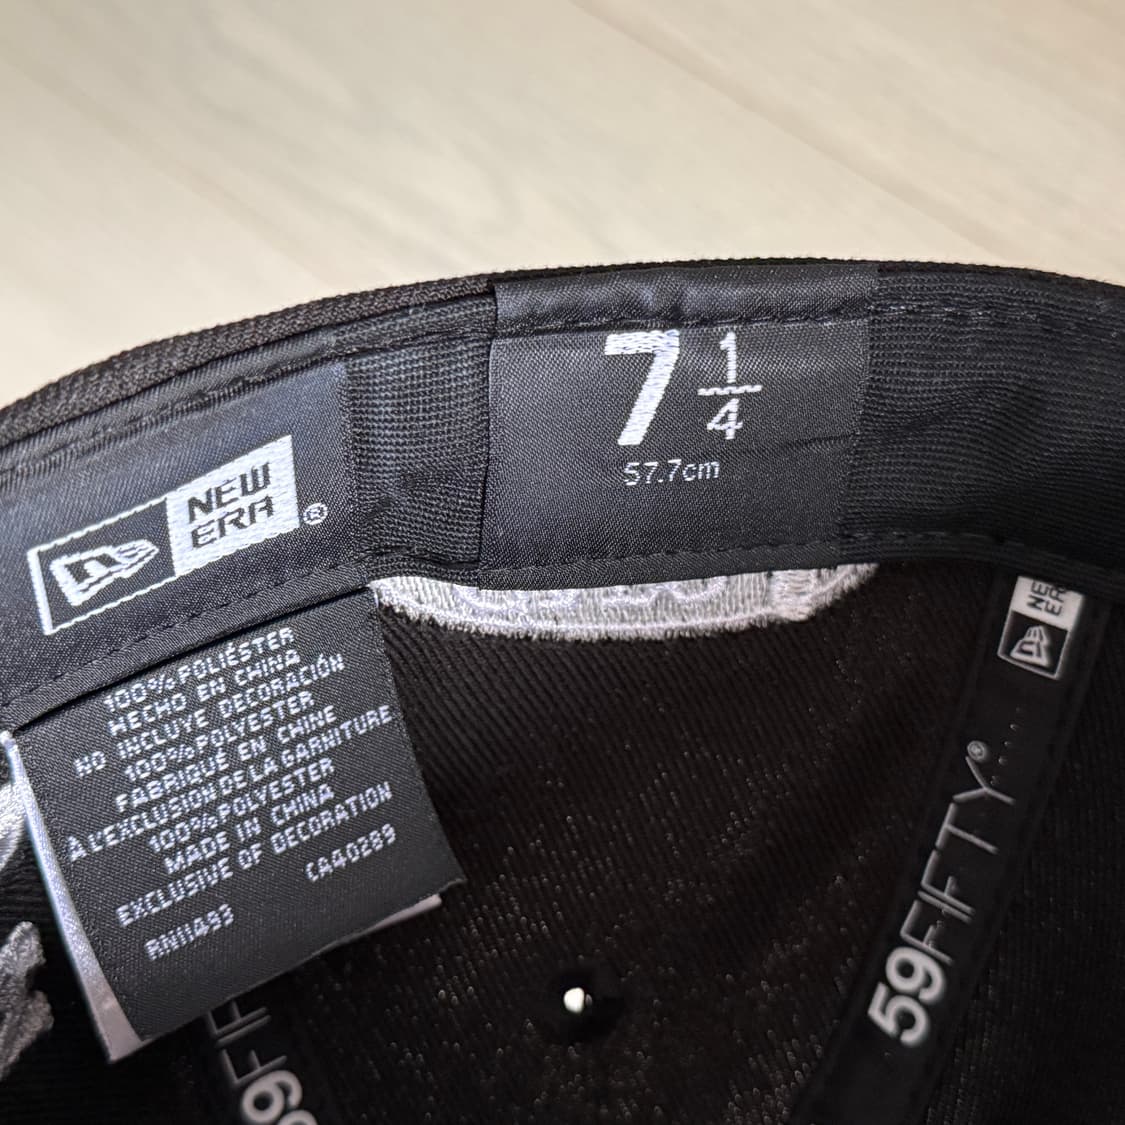 7 1/4
57.7cm
NEW
ERA®
100% POLIÉSTER
HECHO EN CHINA
NO INCLUYE DECORACIÓN
100% POLYESTER
FABRIQUÉ EN CHINE
À L'EXCLUSION DE LA GARNITURE
100% POLYESTER
MADE IN CHINA
EXCLUSIVE OF DECORATION
RN11493 CA40289
NEW
ERA
59FIFTY®
59FIF